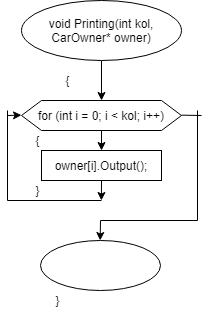 void Printing(int kol,
CarOwner* owner)
{
for (int i = 0; i < kol; i++)
{
owner[i].Output();
}
}